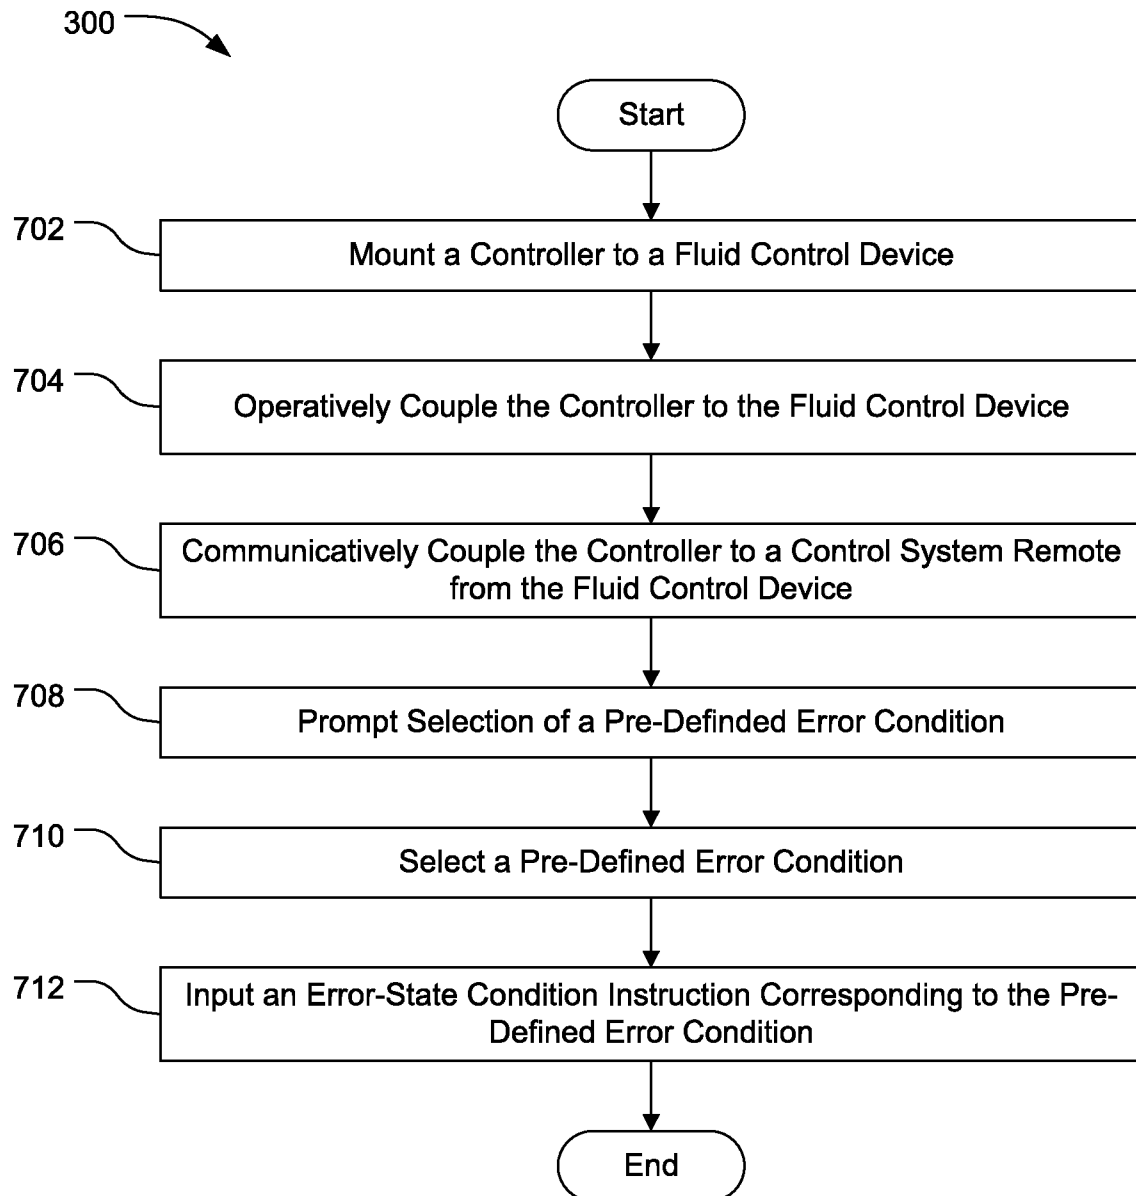 300
Start
702
Mount a Controller to a Fluid Control Device
704
Operatively Couple the Controller to the Fluid Control Device
706
Communicatively Couple the Controller to a Control System Remote
from the Fluid Control Device
708
Prompt Selection of a Pre-Definded Error Condition
710
Select a Pre-Defined Error Condition
712
Input an Error-State Condition Instruction Corresponding to the Pre-
Defined Error Condition
End